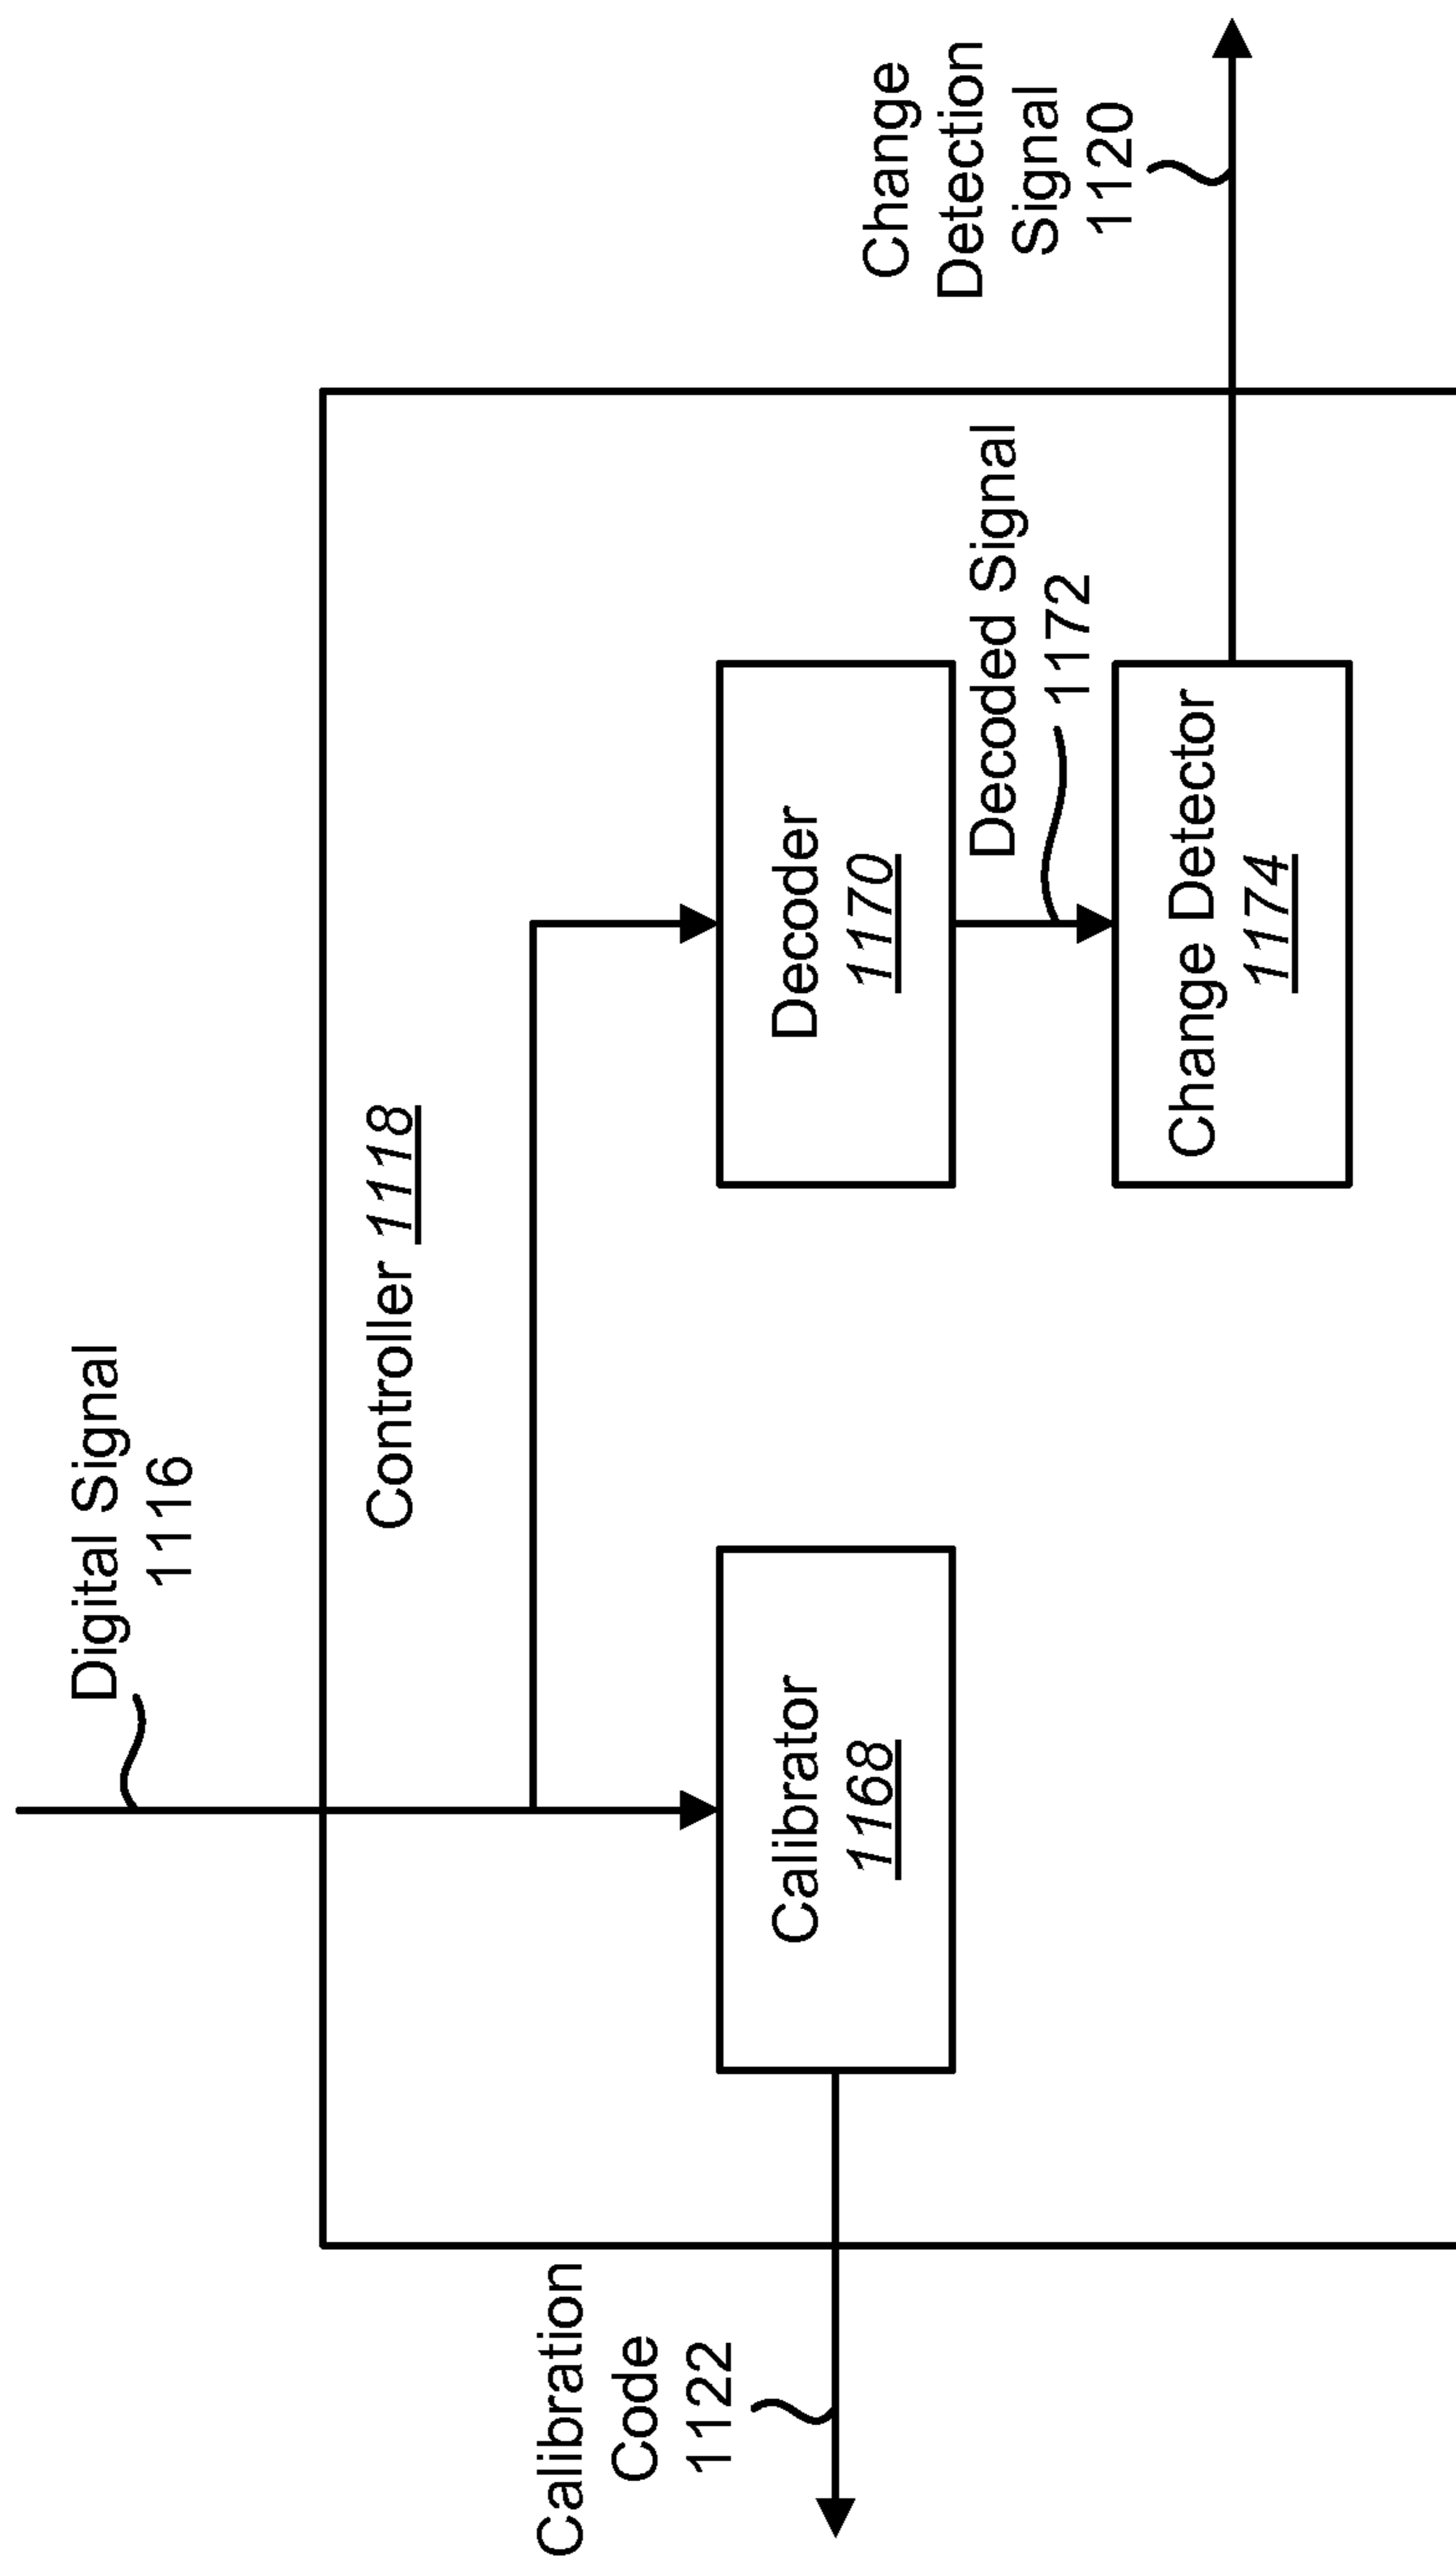 Digital Signal
1116
Controller 1118
Calibration
Code
1122
Calibrator
1168
Decoder
1170
Decoded Signal
1172
Change Detector
1174
Change
Detection
Signal
1120